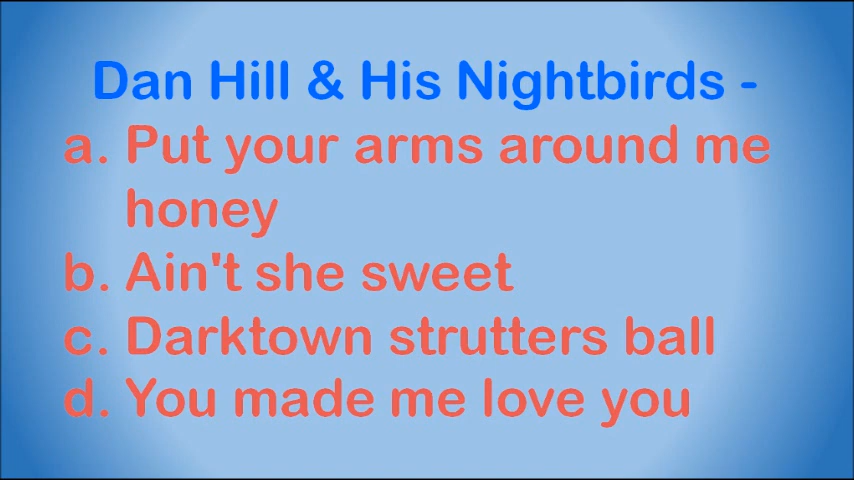 Dan Hill & His Nightbirds -
a. Put your arms around me
honey
b. Ain't she sweet
c. Darktown strutters ball
d. You made me love you